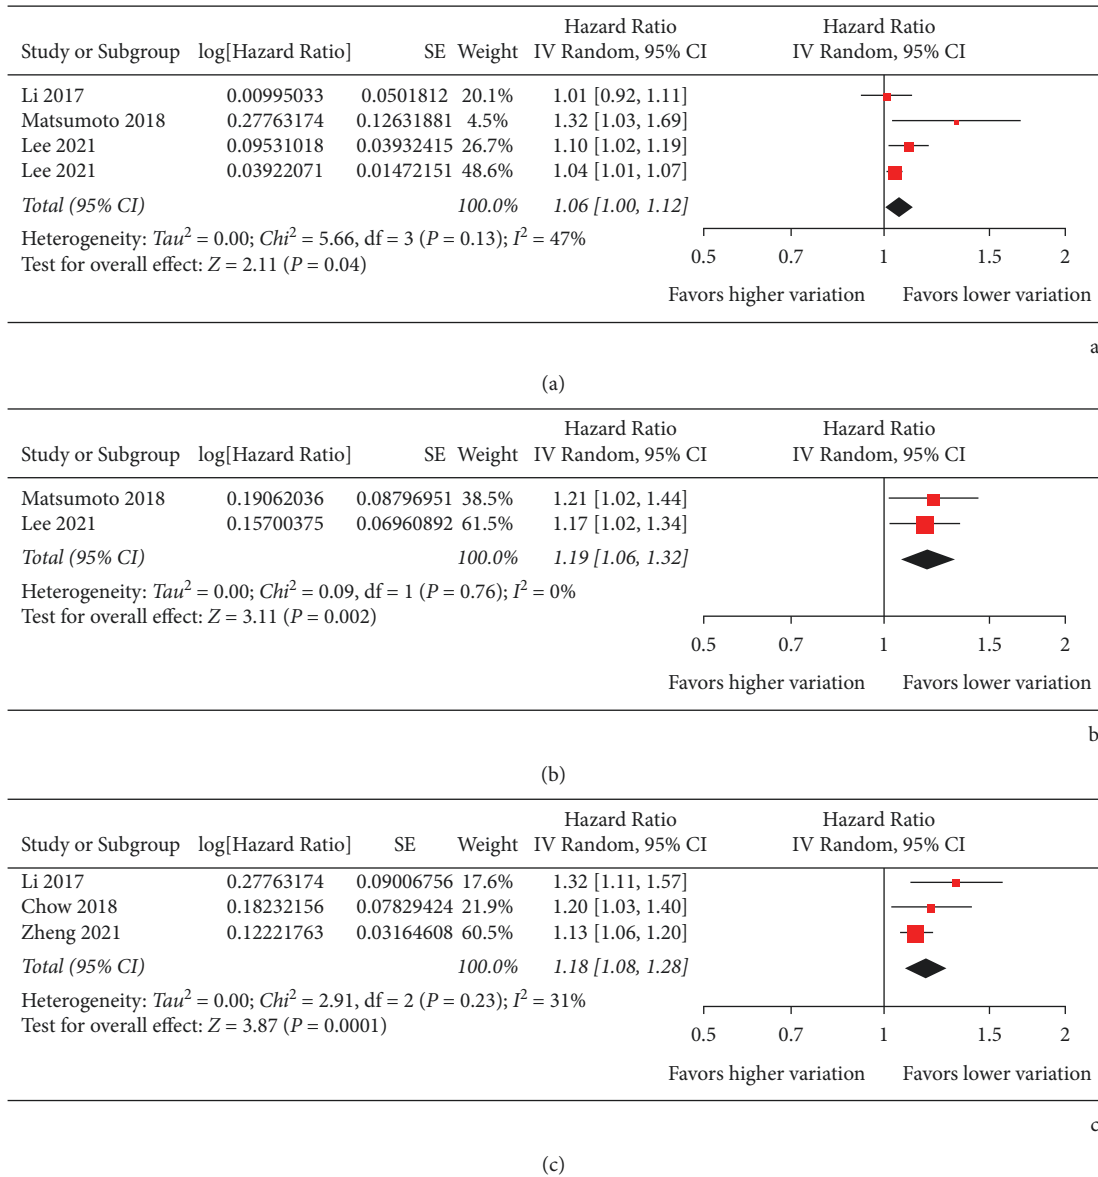 Hazard Ratio Hazard Ratio
Study or Subgroup log[Hazard Ratio] SE Weight IV Random, 95% CI IV Random, 95% CI
Li 2017 0.00995033 0.0501812 20.1% 1.01 [0.92, 1.11]
Matsumoto 2018 0.27763174 0.12631881 4.5% 1.32 [1.03, 1.69]
Lee 2021 0.09531018 0.03932415 26.7% 1.10 [1.02, 1.19]
Lee 2021 0.03922071 0.01472151 48.6% 1.04 [1.01, 1.07]
Total (95% CI) 100.0% 1.06 [1.00, 1.12]
Heterogeneity: Tau² = 0.00; Chi² = 5.66, df = 3 (P = 0.13); I² = 47%
Test for overall effect: Z = 2.11 (P = 0.04)
0.5 0.7 1 1.5 2
Favors higher variation Favors lower variation
a
(a)
Hazard Ratio Hazard Ratio
Study or Subgroup log[Hazard Ratio] SE Weight IV Random, 95% CI IV Random, 95% CI
Matsumoto 2018 0.19062036 0.08796951 38.5% 1.21 [1.02, 1.44]
Lee 2021 0.15700375 0.06960892 61.5% 1.17 [1.02, 1.34]
Total (95% CI) 100.0% 1.19 [1.06, 1.32]
Heterogeneity: Tau² = 0.00; Chi² = 0.09, df = 1 (P = 0.76); I² = 0%
Test for overall effect: Z = 3.11 (P = 0.002)
0.5 0.7 1 1.5 2
Favors higher variation Favors lower variation
b
(b)
Hazard Ratio Hazard Ratio
Study or Subgroup log[Hazard Ratio] SE Weight IV Random, 95% CI IV Random, 95% CI
Li 2017 0.27763174 0.09006756 17.6% 1.32 [1.11, 1.57]
Chow 2018 0.18232156 0.07829424 21.9% 1.20 [1.03, 1.40]
Zheng 2021 0.12221763 0.03164608 60.5% 1.13 [1.06, 1.20]
Total (95% CI) 100.0% 1.18 [1.08, 1.28]
Heterogeneity: Tau² = 0.00; Chi² = 2.91, df = 2 (P = 0.23); I² = 31%
Test for overall effect: Z = 3.87 (P = 0.0001)
0.5 0.7 1 1.5 2
Favors higher variation Favors lower variation
c
(c)